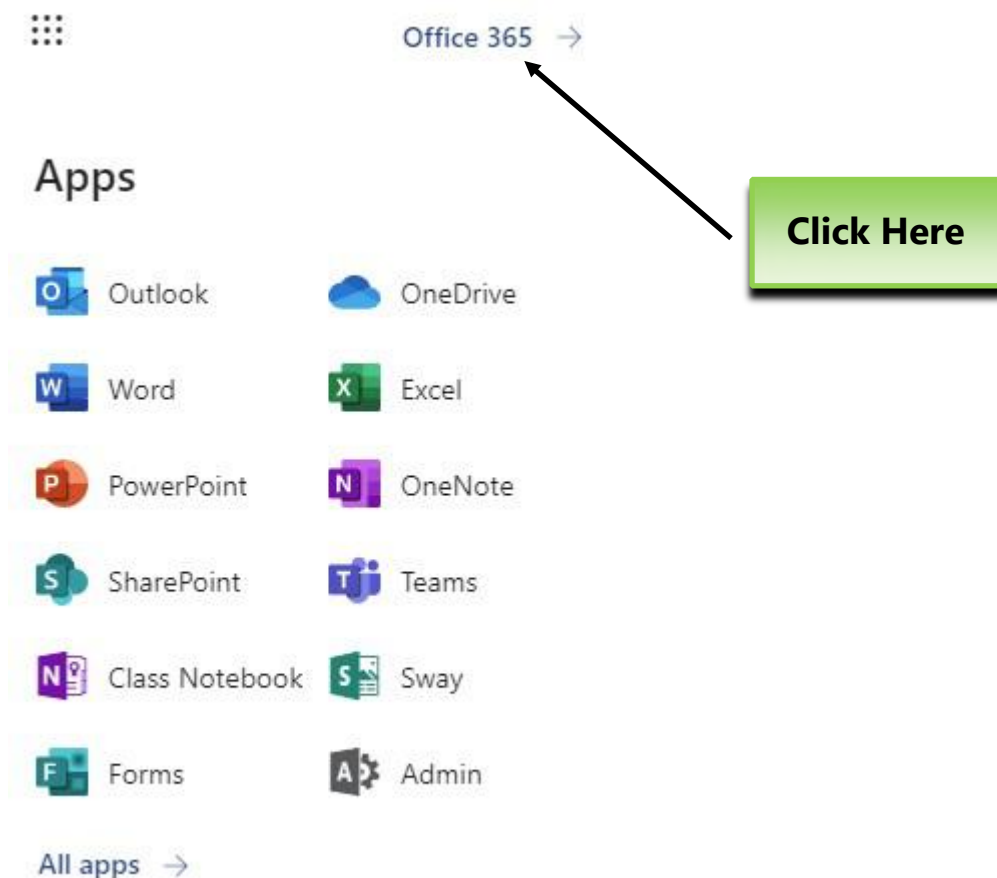 Office 365 →
Apps
Click Here
Outlook OneDrive
Word Excel
PowerPoint OneNote
SharePoint Teams
Class Notebook Sway
Forms Admin
All apps →